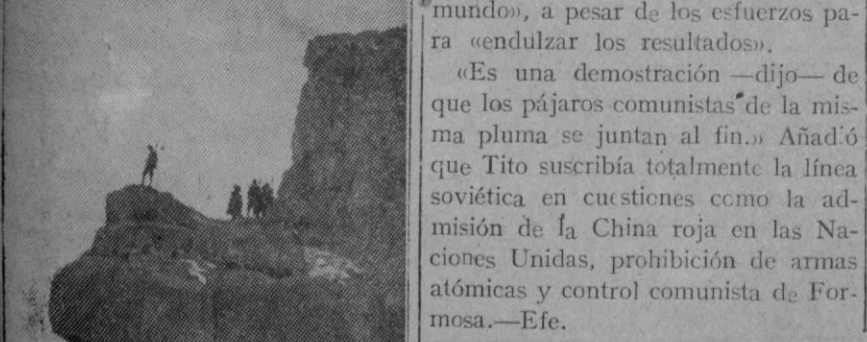 mundo», a pesar de los esfuerzos pa-
ra «endulzar los resultados».
«Es una demostración —dijo— de
que los pájaros comunistas de la mis-
ma pluma se juntan al fin.» Añadió
que Tito suscribía totalmente la línea
soviética en cuestiones como la ad-
misión de la China roja en las Na-
ciones Unidas, prohibición de armas
atómicas y control comunista de For-
mosa.—Efe.